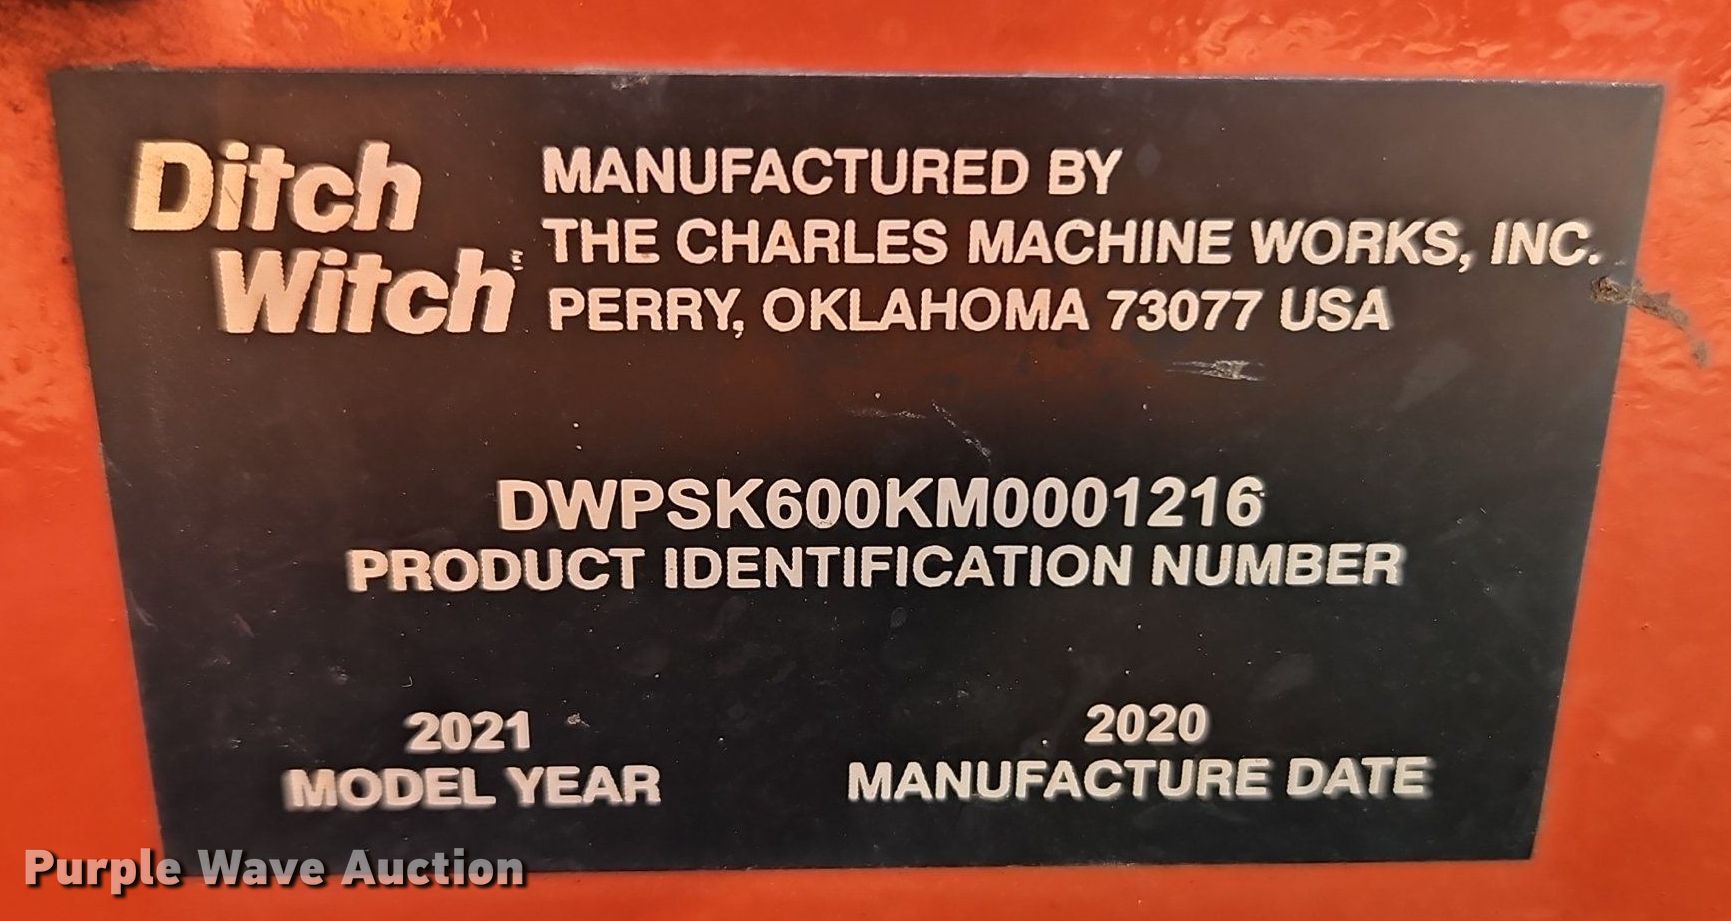 Ditch
Witch
MANUFACTURED BY
THE CHARLES MACHINE WORKS, INC.
PERRY, OKLAHOMA 73077 USA
DWPSK600KM0001216
PRODUCT IDENTIFICATION NUMBER
2021
MODEL YEAR
2020
MANUFACTURE DATE
Purple Wave Auction